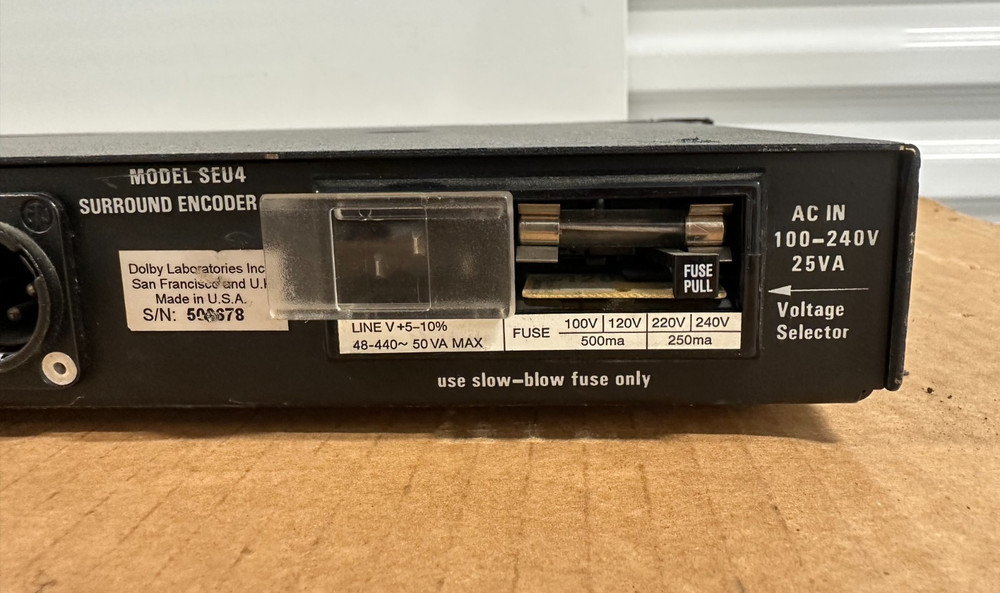 MODEL SEU4
SURROUND ENCODER
Dolby Laboratories Inc
San Francisco and U.K
Made in U.S.A.
S/N:
FUSE
PULL
LINE V +5-10%
48-440~ 50 VA MAX
FUSE
100V 120V 220V 240V
500ma 250ma
use slow-blow fuse only
AC IN
100-240V
25VA
Voltage
Selector